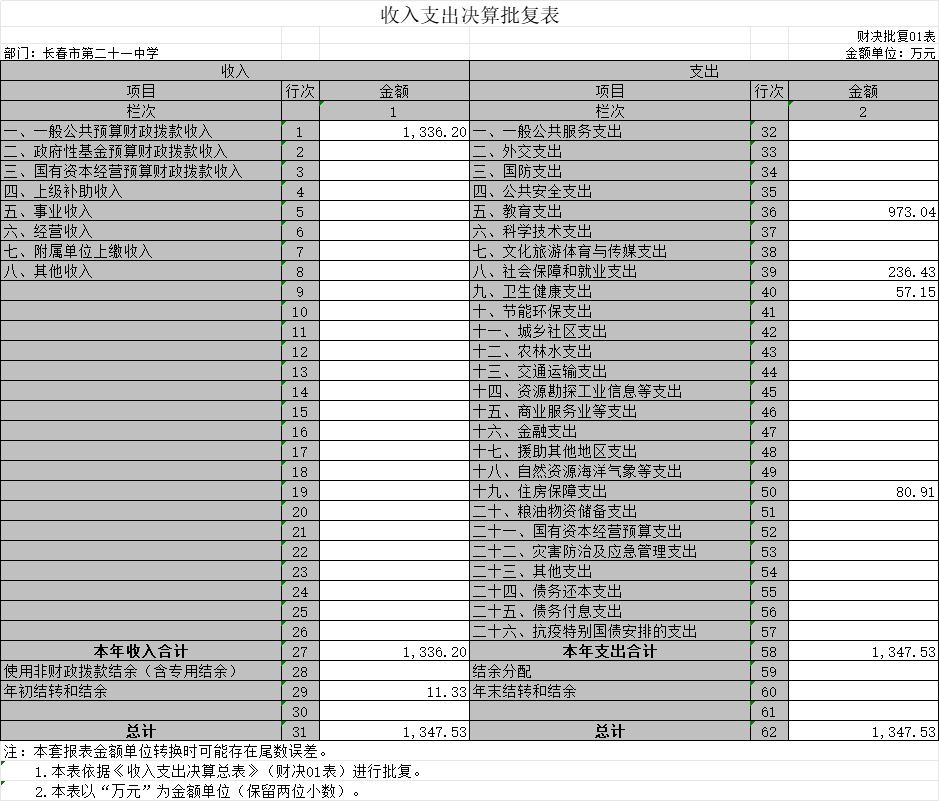 收入支出决算批复表
财决批复01表
部门：长春市第二十一中学 金额单位：万元
收入 支出
项目 行次 金额 项目 行次 金额
栏次 1 栏次 2
一、一般公共预算财政拨款收入 1 1,336.20 一、一般公共服务支出 32
二、政府性基金预算财政拨款收入 2 二、外交支出 33
三、国有资本经营预算财政拨款收入 3 三、国防支出 34
四、上级补助收入 4 四、公共安全支出 35
五、事业收入 5 五、教育支出 36 973.04
六、经营收入 6 六、科学技术支出 37
七、附属单位上缴收入 7 七、文化旅游体育与传媒支出 38
八、其他收入 8 八、社会保障和就业支出 39 236.43
9 九、卫生健康支出 40 57.15
10 十、节能环保支出 41
11 十一、城乡社区支出 42
12 十二、农林水支出 43
13 十三、交通运输支出 44
14 十四、资源勘探工业信息等支出 45
15 十五、商业服务业等支出 46
16 十六、金融支出 47
17 十七、援助其他地区支出 48
18 十八、自然资源海洋气象等支出 49
19 十九、住房保障支出 50 80.91
20 二十、粮油物资储备支出 51
21 二十一、国有资本经营预算支出 52
22 二十二、灾害防治及应急管理支出 53
23 二十三、其他支出 54
24 二十四、债务还本支出 55
25 二十五、债务付息支出 56
26 二十六、抗疫特别国债安排的支出 57
本年收入合计 27 1,336.20 本年支出合计 58 1,347.53
使用非财政拨款结余（含专用结余） 28 结余分配 59
年初结转和结余 29 11.33 年末结转和结余 60
30 61
总计 31 1,347.53 总计 62 1,347.53
注：本套报表金额单位转换时可能存在尾数误差。
1.本表依据《收入支出决算总表》（财决01表）进行批复。
2.本表以“万元”为金额单位（保留两位小数）。